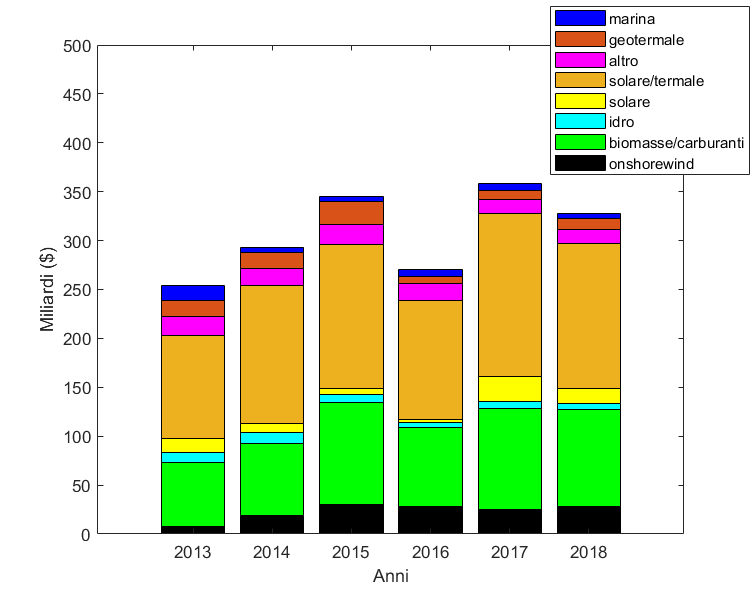 marina
geotermale
altro
solare/termale
solare
idro
biomasse/carburanti
onshorewind
500
450
400
350
300
250
200
150
100
50
0
Miliardi ($)
2013 2014 2015 2016 2017 2018
Anni